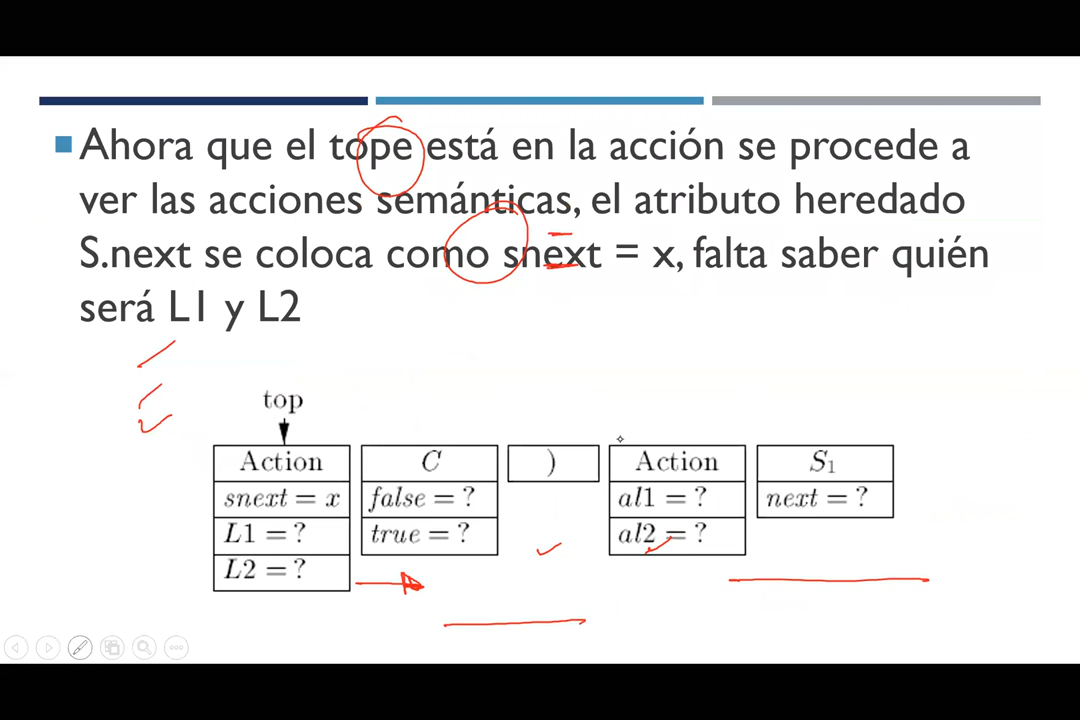 Ahora que el tope está en la acción se procede a
ver las acciones semánticas, el atributo heredado
S.next se coloca como snext = x, falta saber quién
será L1 y L2
top
Action C ) Action S₁
snext = x false = ? al1 = ? next = ?
L1 = ? true = ? al2 = ?
L2 = ?